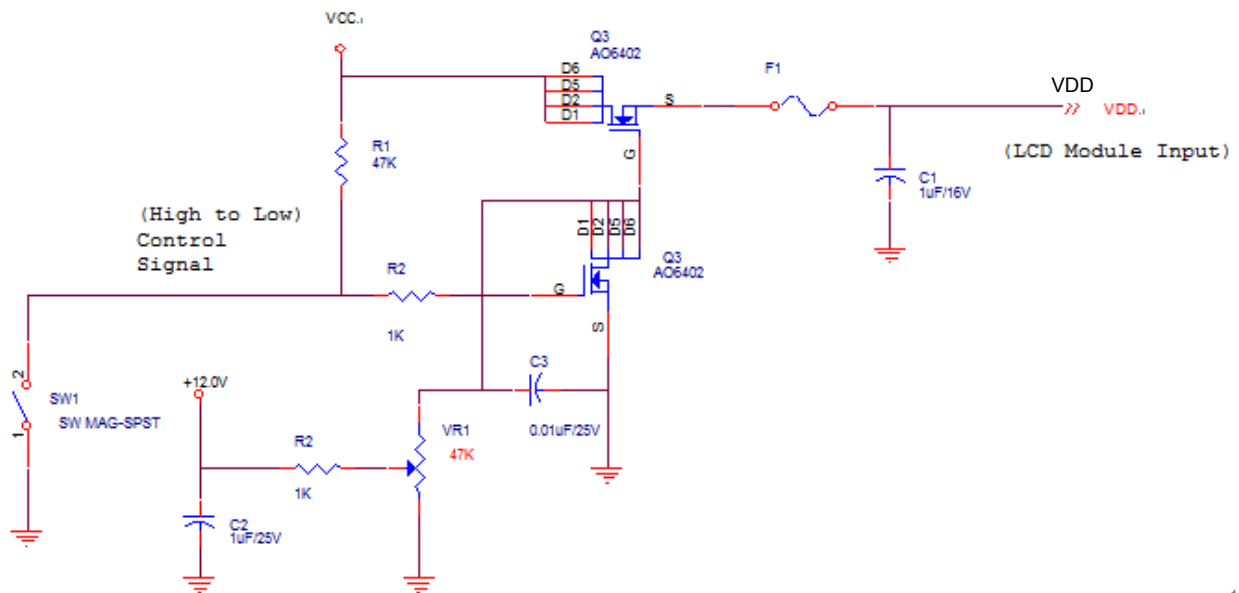 VCC.
Q3
AO6402
D6
D5
D2
D1
S
G
F1
VDD
VDD.
(LCD Module Input)
R1
47K
C1
1uF/16V
(High to Low)
Control
Signal
D1
D2
D5
D6
Q3
AO6402
R2
1K
G
S
2
1
SW1
SW MAG-SPST
+12.0V
C3
0.01uF/25V
R2
1K
VR1
47K
C2
1uF/25V